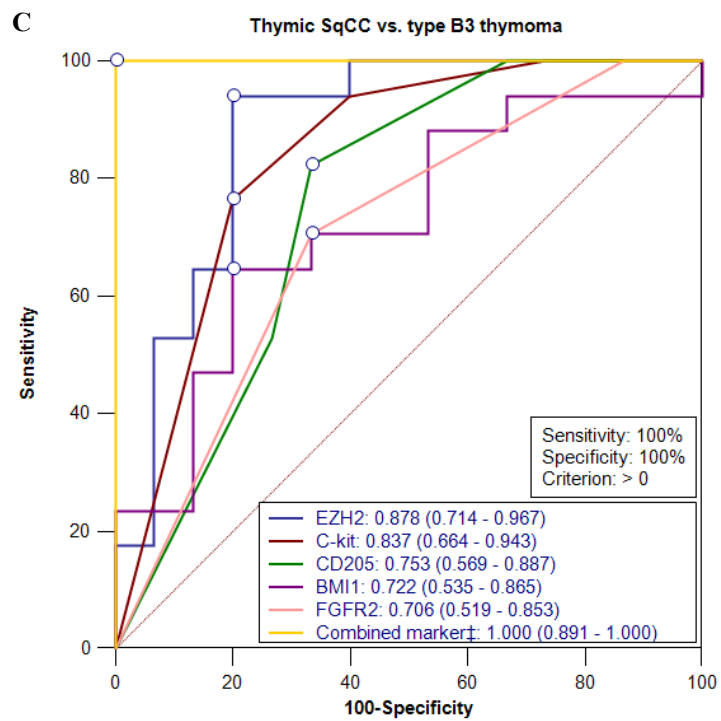 C
Thymic SqCC vs. type B3 thymoma
100
80
60
40
20
0
Sensitivity
Sensitivity: 100%
Specificity: 100%
Criterion: > 0
EZH2: 0.878 (0.714 - 0.967)
C-kit: 0.837 (0.664 - 0.943)
CD205: 0.753 (0.569 - 0.887)
BMI1: 0.722 (0.535 - 0.865)
FGFR2: 0.706 (0.519 - 0.853)
Combined marker‡: 1.000 (0.891 - 1.000)
0 20 40 60 80 100
100-Specificity